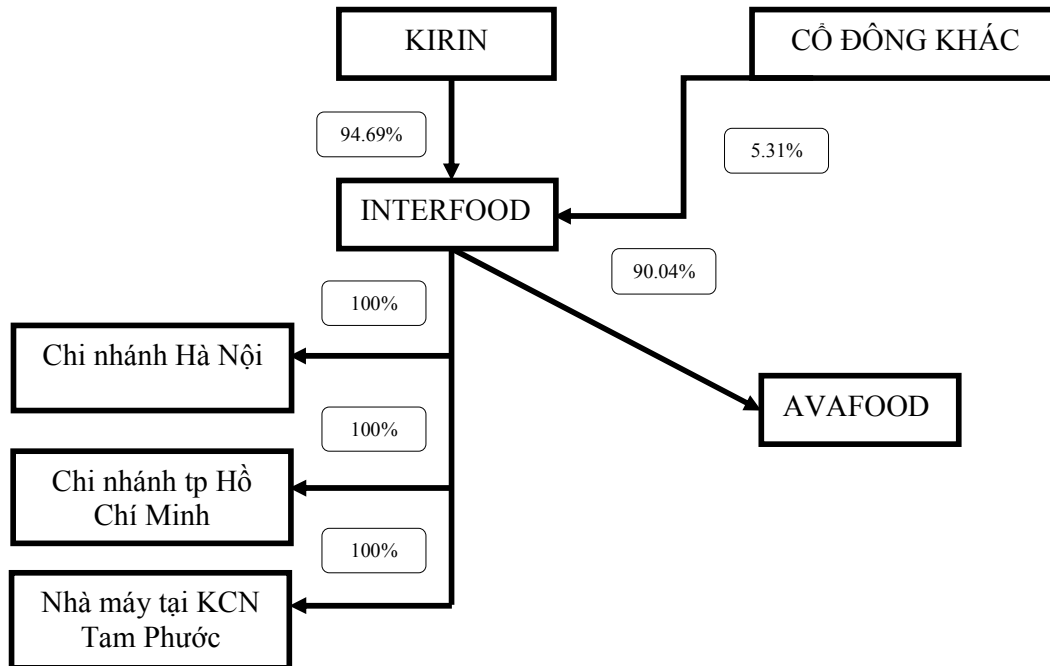 KIRIN
CỔ ĐÔNG KHÁC
94.69%
5.31%
INTERFOOD
90.04%
100%
Chi nhánh Hà Nội
AVAFOOD
100%
Chi nhánh tp Hồ
Chí Minh
100%
Nhà máy tại KCN
Tam Phước